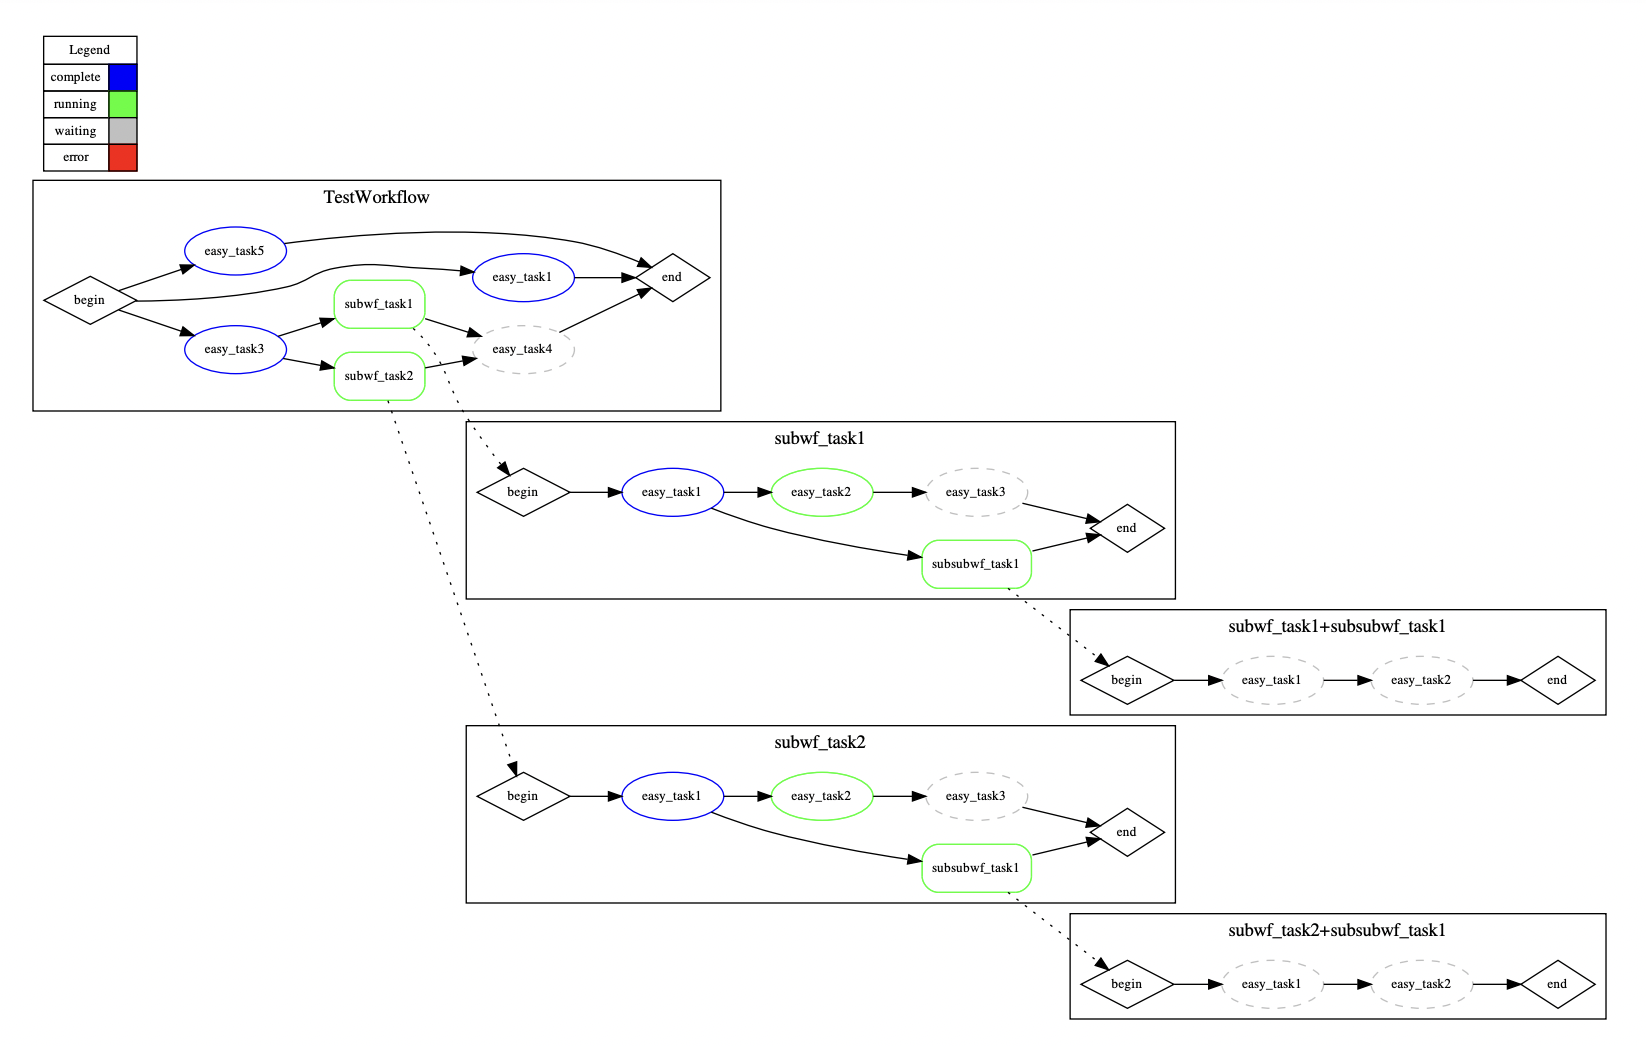 Legend
complete
running
waiting
error
TestWorkflow
easy_task5
easy_task1
end
begin
subwf_task1
easy_task3
easy_task4
subwf_task2
subwf_task1
begin
easy_task1
easy_task2
easy_task3
end
subsubwf_task1
subwf_task1+subsubwf_task1
begin
easy_task1
easy_task2
end
subwf_task2
begin
easy_task1
easy_task2
easy_task3
end
subsubwf_task1
subwf_task2+subsubwf_task1
begin
easy_task1
easy_task2
end